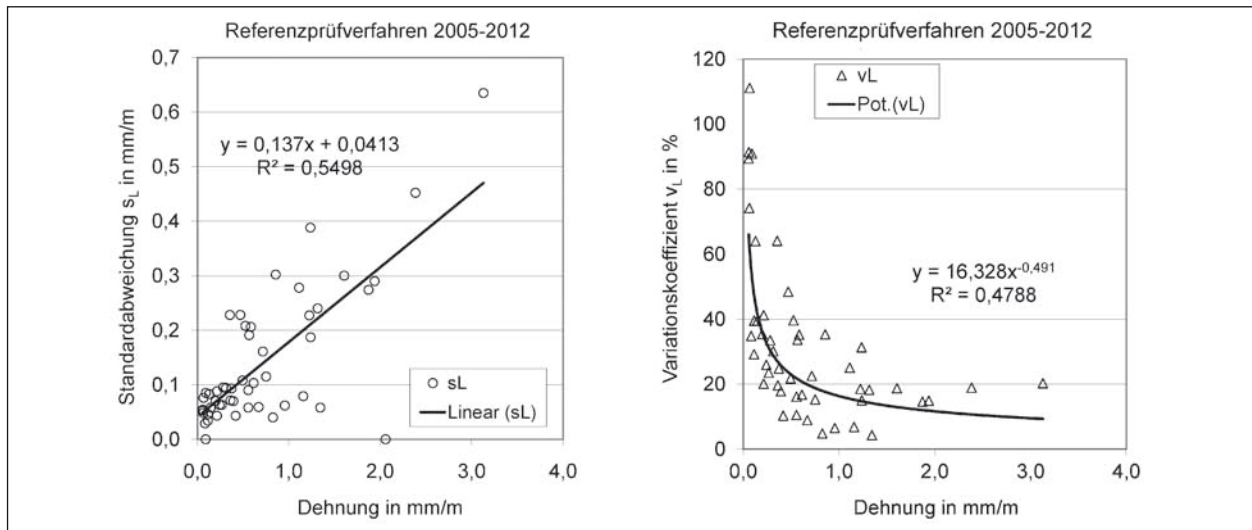 Referenzprüfverfahren 2005-2012
Standardabweichung sL in mm/m
0,7
0,6
0,5
0,4
0,3
0,2
0,1
0,0
y = 0,137x + 0,0413
R² = 0,5498
sL
Linear (sL)
0,0 1,0 2,0 3,0 4,0
Dehnung in mm/m
Referenzprüfverfahren 2005-2012
Variationskoeffizient vL in %
120
100
80
60
40
20
0
vL
Pot.(vL)
y = 16,328x^-0,491
R² = 0,4788
0,0 1,0 2,0 3,0 4,0
Dehnung in mm/m